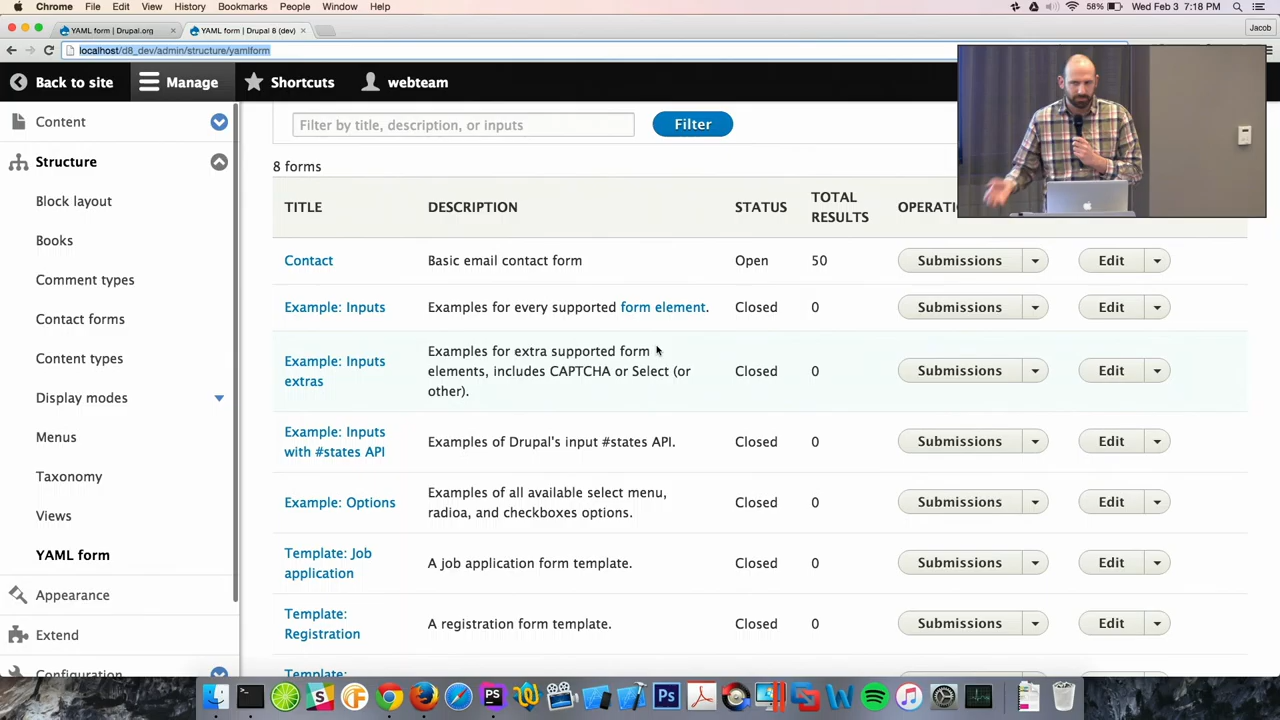 Chrome File Edit View History Bookmarks People Window Help 58% Wed Feb 3 7:18 PM
YAML form | Drupal.org
YAML form | Drupal 8 (dev)
Jacob
localhost/d8_dev/admin/structure/yamlform
Back to site Manage Shortcuts webteam
Content
Structure
Block layout
Books
Comment types
Contact forms
Content types
Display modes
Menus
Taxonomy
Views
YAML form
Appearance
Extend
Configuration
Filter by title, description, or inputs Filter
8 forms
TITLE DESCRIPTION STATUS TOTAL RESULTS
Contact Basic email contact form Open 50 Submissions Edit
Example: Inputs Examples for every supported form element. Closed 0 Submissions Edit
Example: Inputs extras Examples for extra supported form elements, includes CAPTCHA or Select (or other). Closed 0 Submissions Edit
Example: Inputs with #states API Examples of Drupal's input #states API. Closed 0 Submissions Edit
Example: Options Examples of all available select menu, radioa, and checkboxes options. Closed 0 Submissions Edit
Template: Job application A job application form template. Closed 0 Submissions Edit
Template: Registration A registration form template. Closed 0 Submissions Edit
Template:
PS
Ps